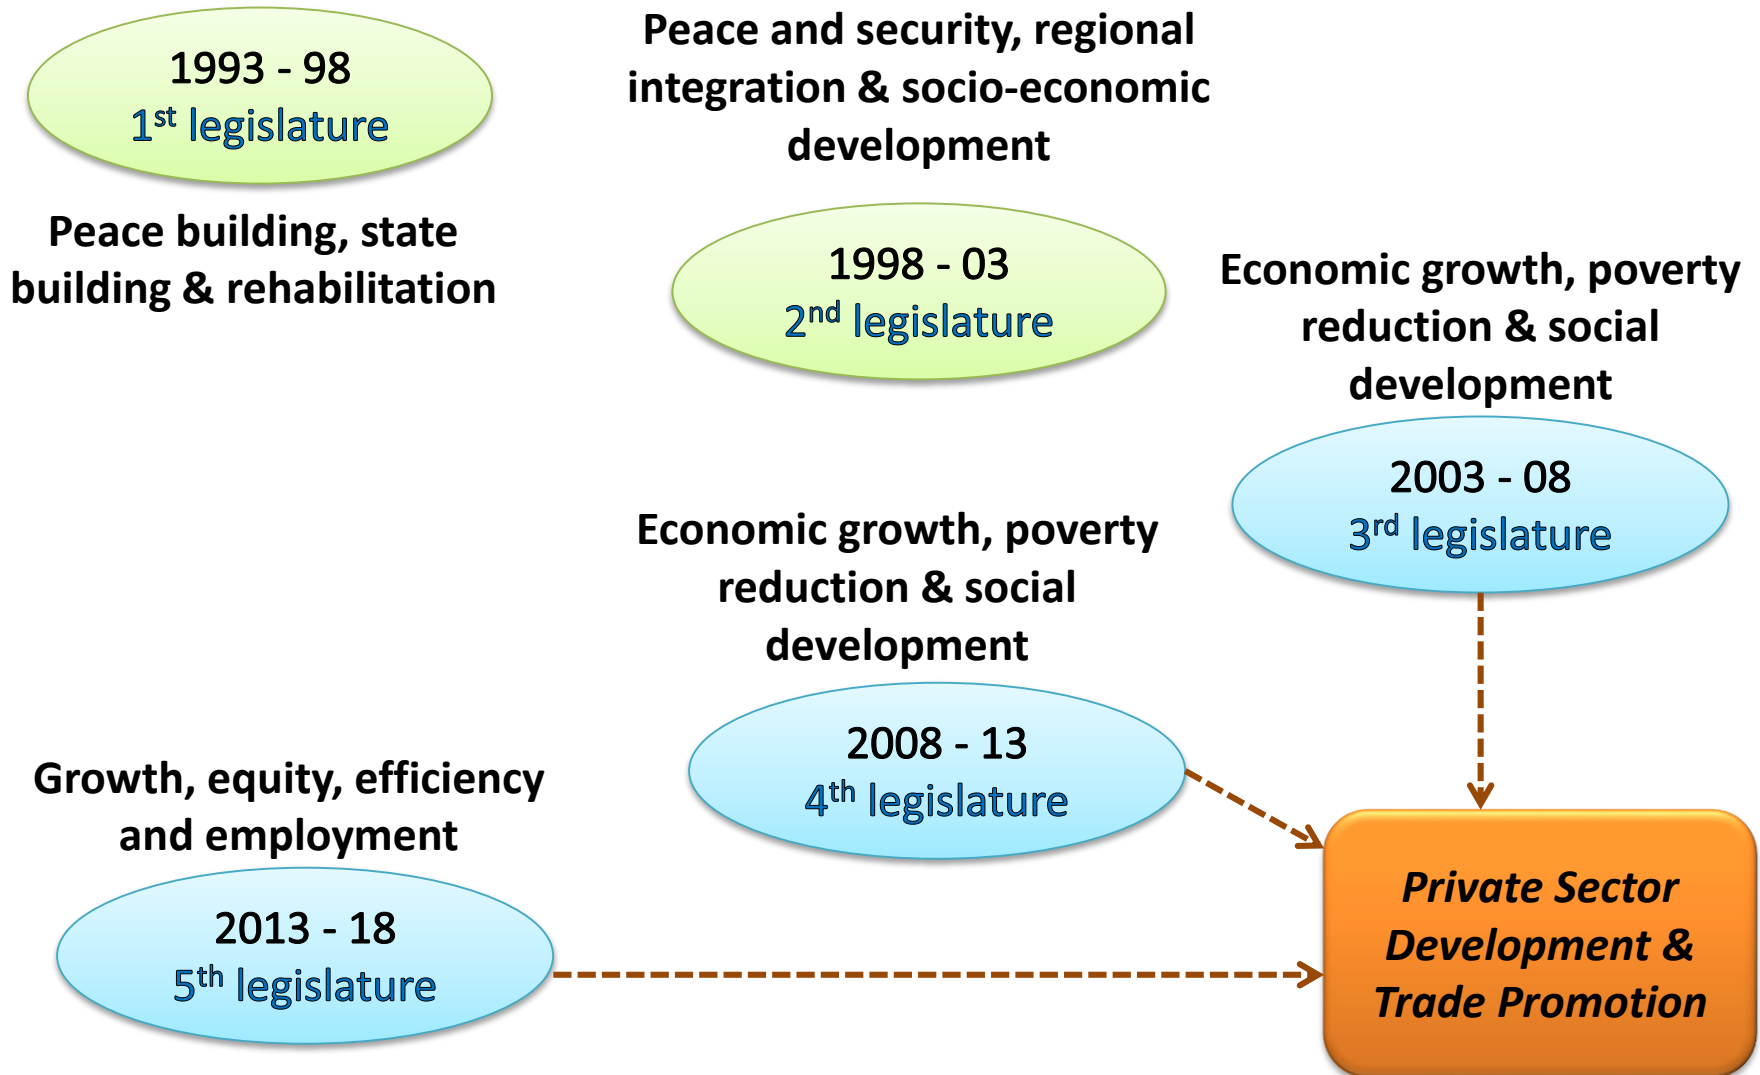 1993 - 98
1st legislature
Peace building, state
building & rehabilitation
Peace and security, regional
integration & socio-economic
development
1998 - 03
2nd legislature
Economic growth, poverty
reduction & social
development
2003 - 08
3rd legislature
Economic growth, poverty
reduction & social
development
2008 - 13
4th legislature
Growth, equity, efficiency
and employment
2013 - 18
5th legislature
Private Sector
Development &
Trade Promotion